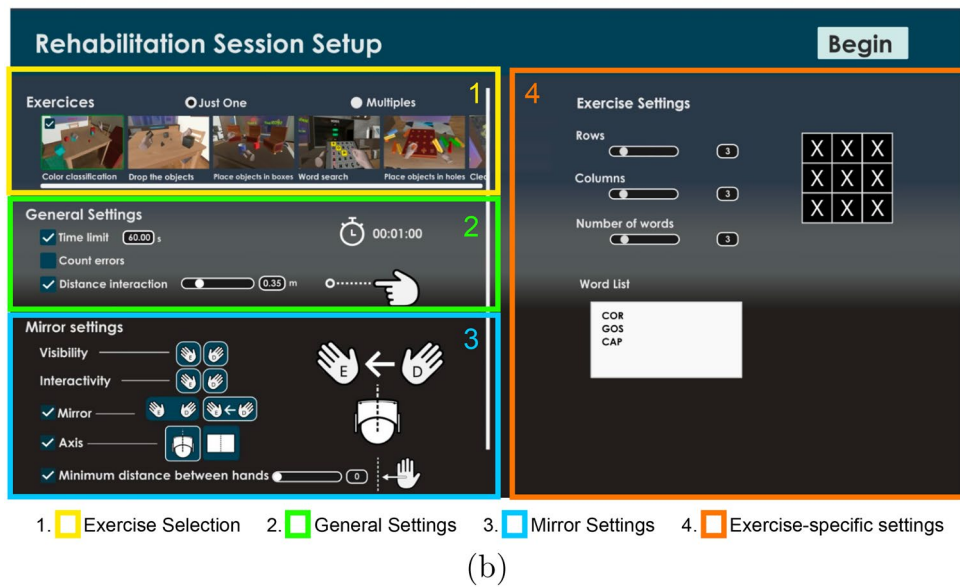 Rehabilitation Session Setup
Begin
1
Exercices
Just One
Multiples
Color classification
Drop the objects
Place objects in boxes
Word search
Place objects in holes
Clea
General Settings
2
Time limit 60.00 s
00:01:00
Count errors
Distance interaction 0.35 m
Mirror settings
3
Visibility E D
Interactivity E D
E D
Mirror
Axis
Minimum distance between hands 0
4
Exercise Settings
Rows 3
Columns 3
Number of words 3
X X X
X X X
X X X
Word List
COR
GOS
CAP
1. Exercise Selection 2. General Settings 3. Mirror Settings 4. Exercise-specific settings
(b)